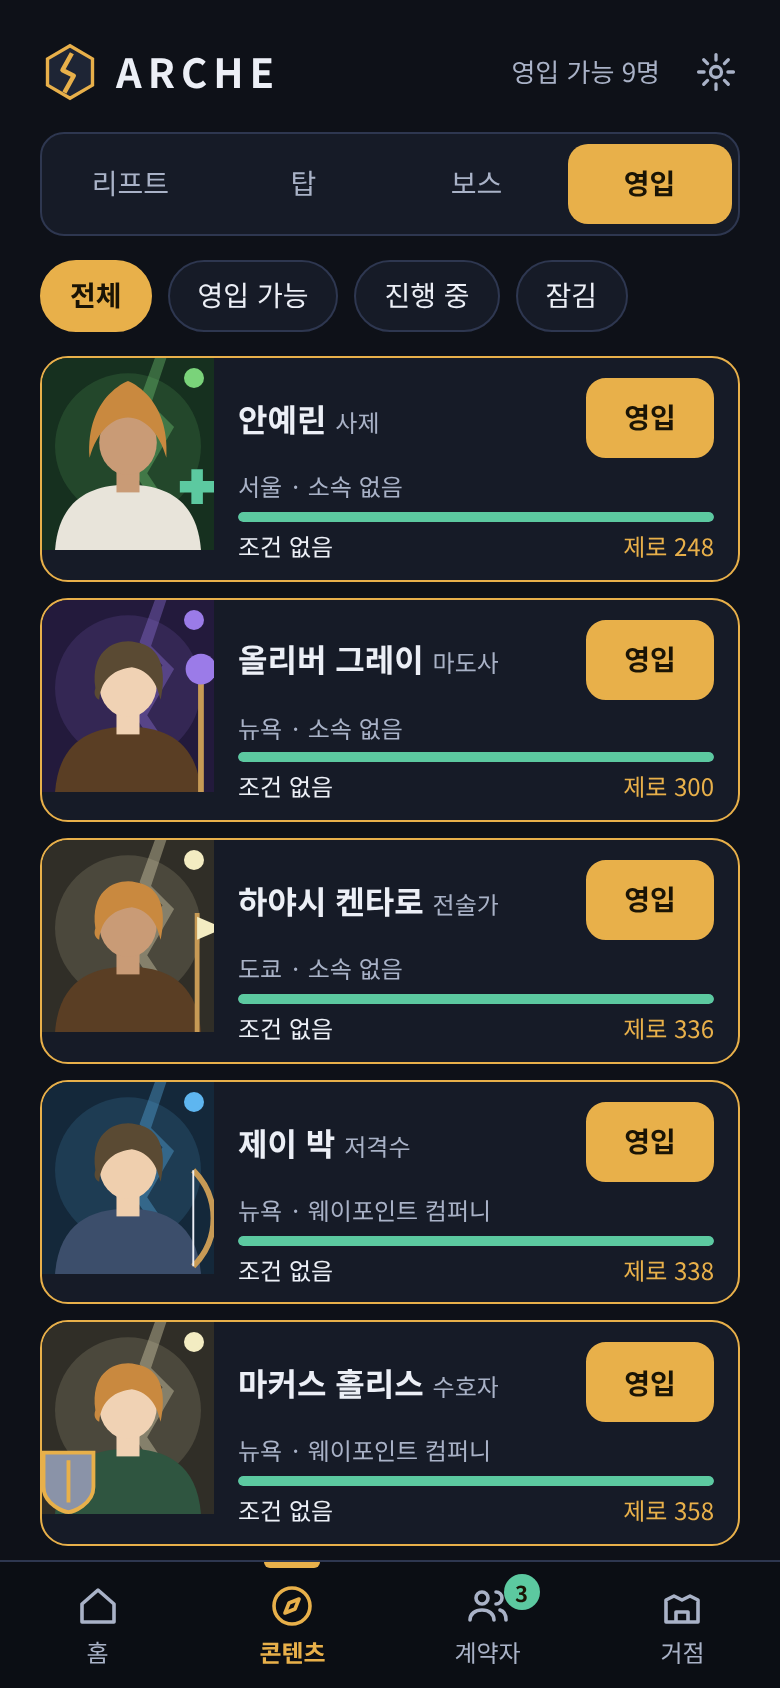 ARCHE
영입 가능 9명
리프트 탑 보스 영입
전체 영입 가능 진행 중 잠김
안예린 사제 영입
서울 · 소속 없음
조건 없음 제로 248
올리버 그레이 마도사 영입
뉴욕 · 소속 없음
조건 없음 제로 300
하야시 켄타로 전술가 영입
도쿄 · 소속 없음
조건 없음 제로 336
제이 박 저격수 영입
뉴욕 · 웨이포인트 컴퍼니
조건 없음 제로 338
마커스 홀리스 수호자 영입
뉴욕 · 웨이포인트 컴퍼니
조건 없음 제로 358
3
홈 콘텐츠 계약자 거점